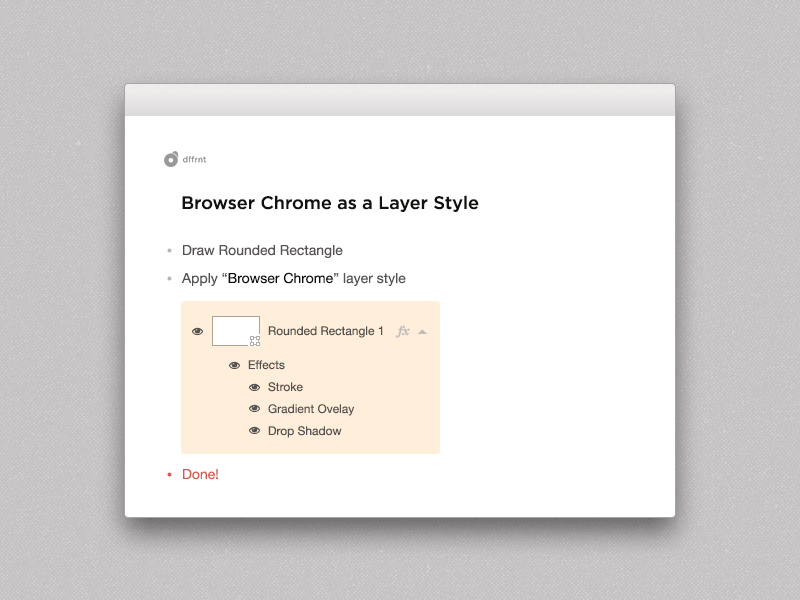 dffrnt
Browser Chrome as a Layer Style
• Draw Rounded Rectangle
• Apply “Browser Chrome” layer style
Rounded Rectangle 1 fx
Effects
Stroke
Gradient Ovelay
Drop Shadow
• Done!